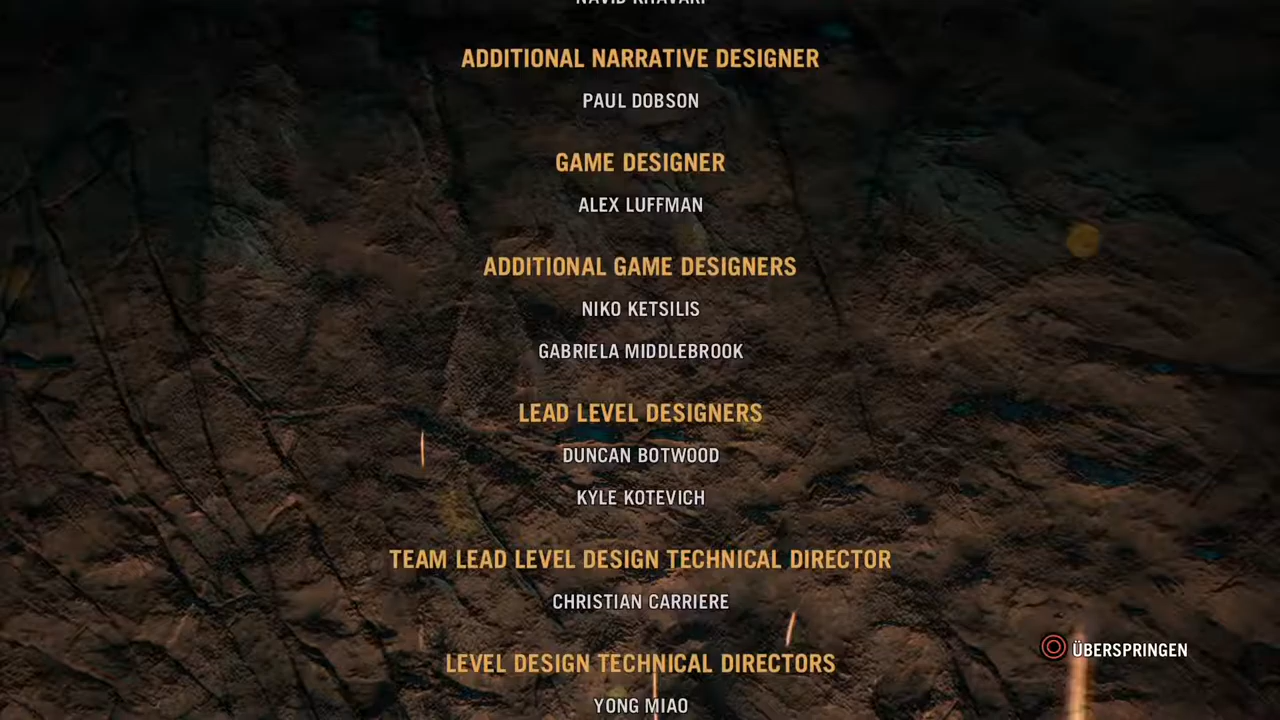 NAVID KHAVARI
ADDITIONAL NARRATIVE DESIGNER
PAUL DOBSON
GAME DESIGNER
ALEX LUFFMAN
ADDITIONAL GAME DESIGNERS
NIKO KETSILIS
GABRIELA MIDDLEBROOK
LEAD LEVEL DESIGNERS
DUNCAN BOTWOOD
KYLE KOTEVICH
TEAM LEAD LEVEL DESIGN TECHNICAL DIRECTOR
CHRISTIAN CARRIERE
ÜBERSPRINGEN
LEVEL DESIGN TECHNICAL DIRECTORS
YONG MIAO